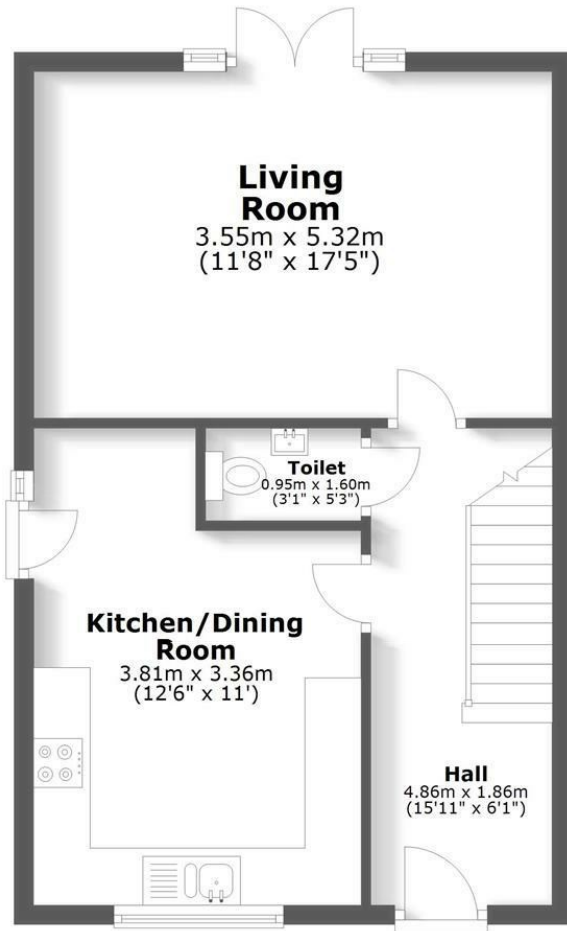 Living
Room
3.55m x 5.32m
(11'8" x 17'5")
Toilet
0.95m x 1.60m
(3'1" x 5'3")
Kitchen/Dining
Room
3.81m x 3.36m
(12'6" x 11')
Hall
4.86m x 1.86m
(15'11" x 6'1")